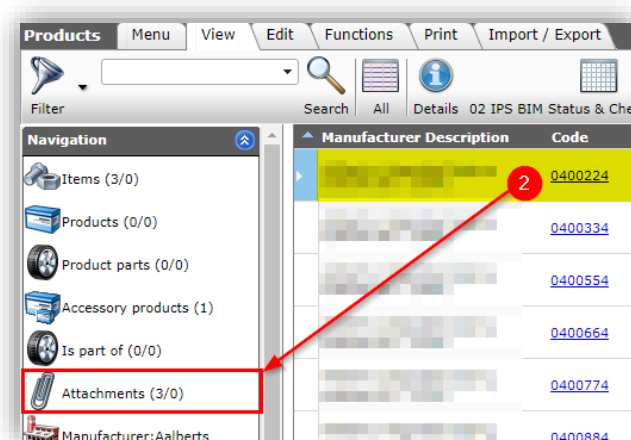 Products Menu View Edit Functions Print Import / Export
Filter Search All Details 02 IPS BIM Status & Che
Navigation Manufacturer Description Code
Items (3/0) 2 0400224
Products (0/0) 0400334
Product parts (0/0)
Accessory products (1) 0400554
Is part of (0/0) 0400664
Attachments (3/0) 0400774
Manufacturer:Aalberts 0400884